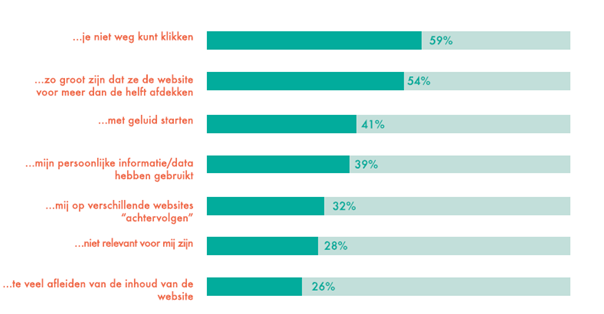 ...je niet weg kunt klikken
59%
...zo groot zijn dat ze de website
voor meer dan de helft afdekken
54%
...met geluid starten
41%
...mijn persoonlijke informatie/data
hebben gebruikt
39%
...mij op verschillende websites
“achtervolgen”
32%
...niet relevant voor mij zijn
28%
...te veel afleiden van de inhoud van de
website
26%